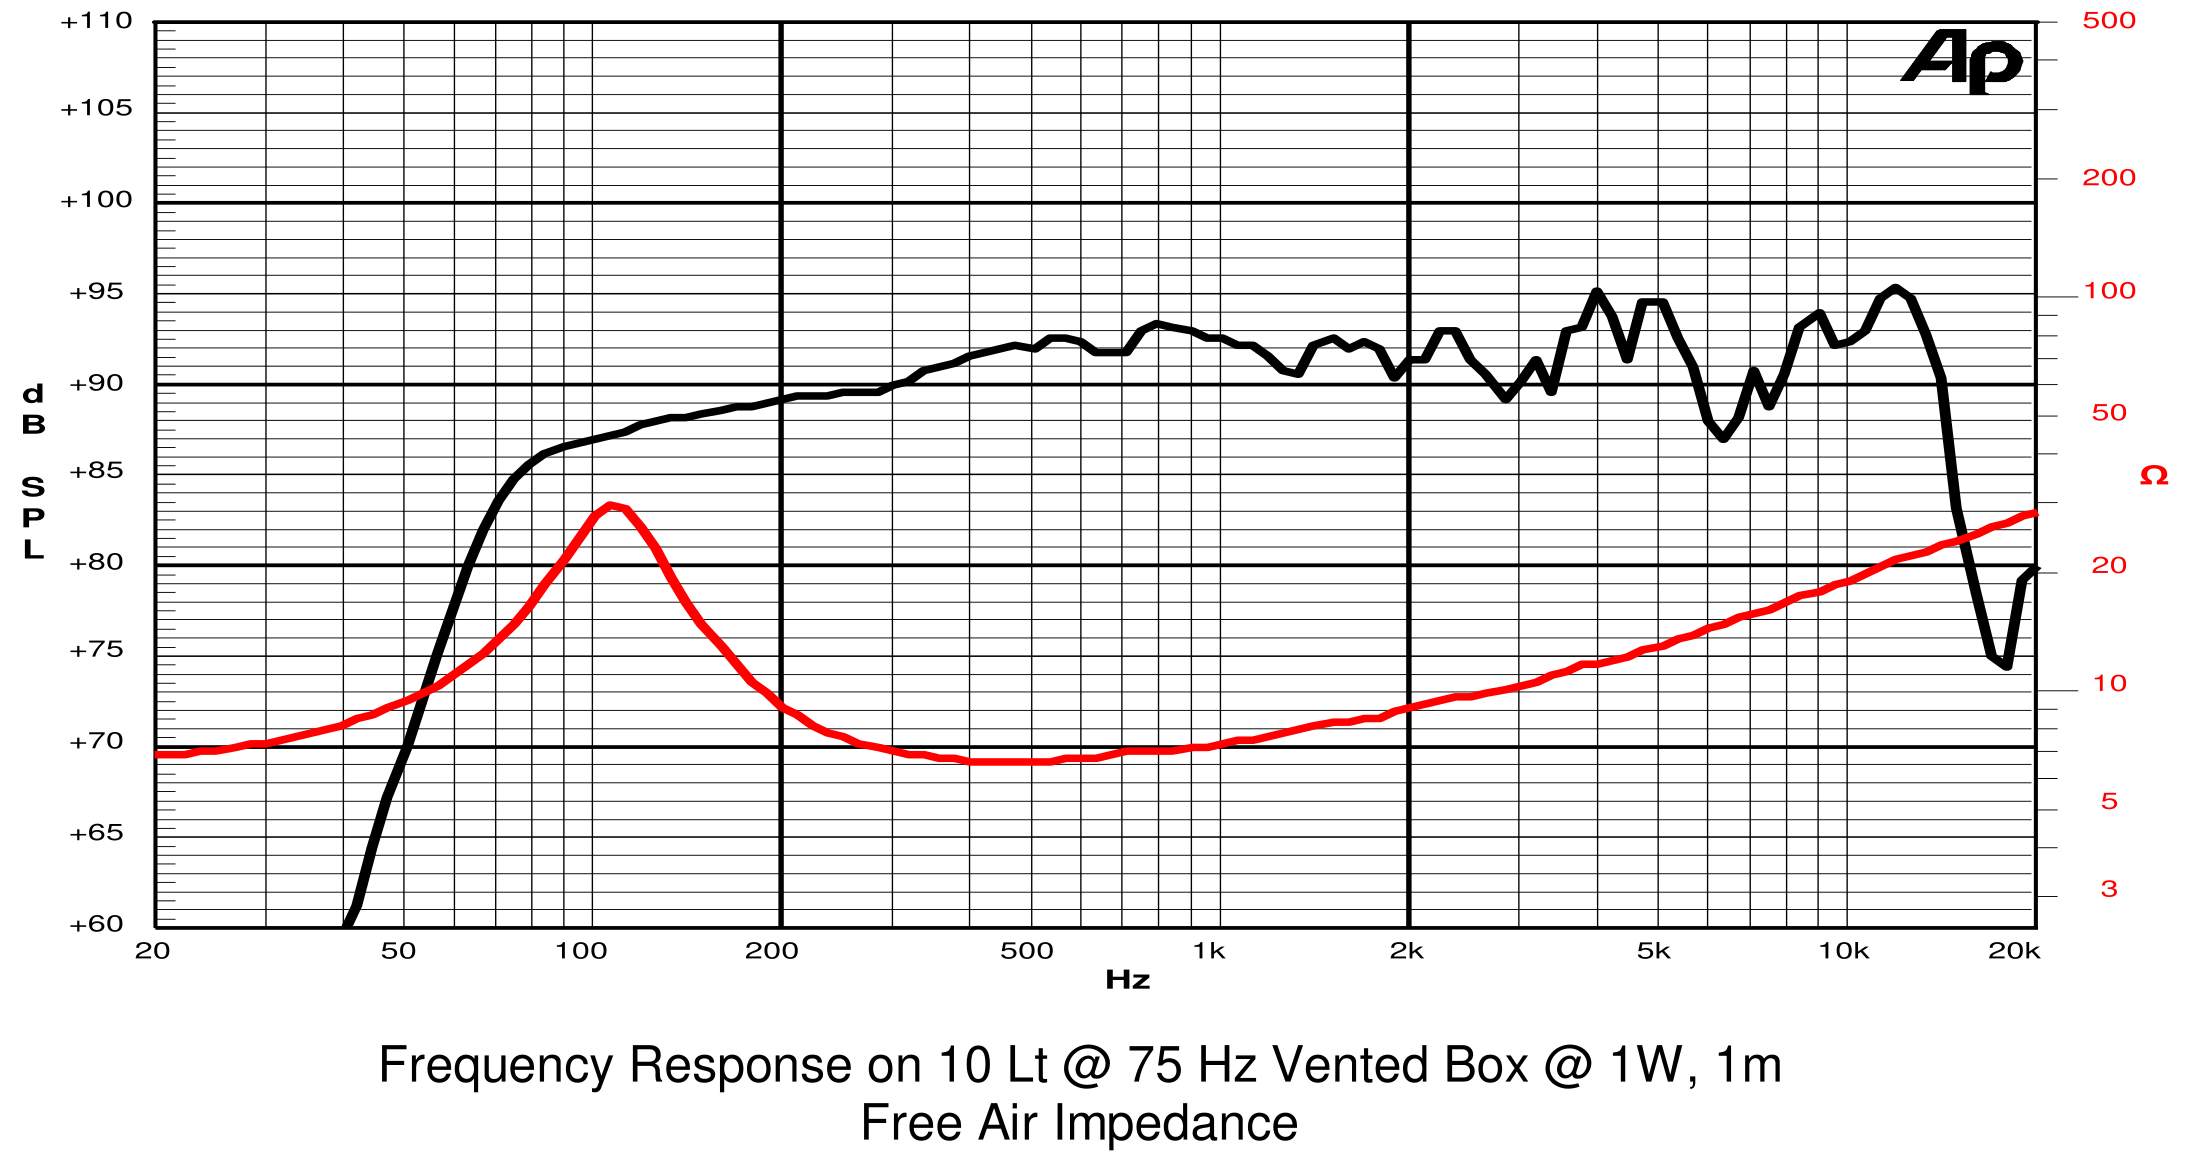 +110
+105
+100
+95
+90
+85
+80
+75
+70
+65
+60
dB SPL
Ap
500
200
100
50
Ω
20
10
5
3
20 50 100 200 500 1k 2k 5k 10k 20k
Hz
Frequency Response on 10 Lt @ 75 Hz Vented Box @ 1W, 1m
Free Air Impedance